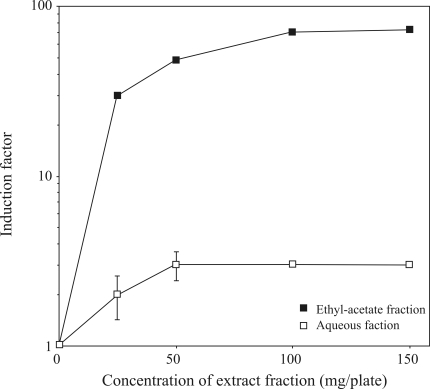 100
10
1
Induction factor
0
50
100
150
Concentration of extract fraction (mg/plate)
Ethyl-acetate fraction
Aqueous faction